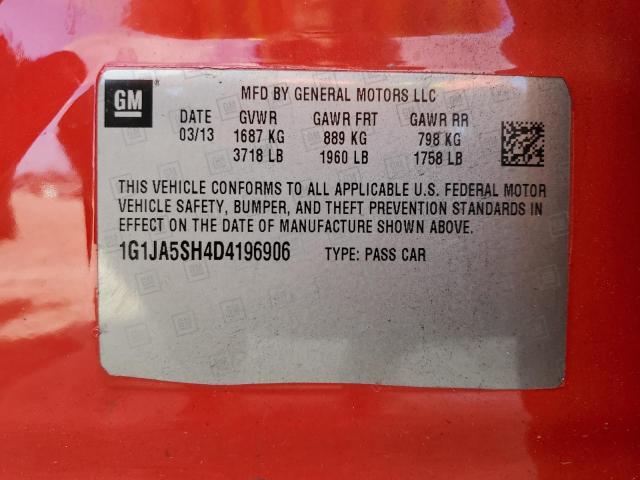 GM
®
MFD BY GENERAL MOTORS LLC
DATE GVWR GAWR FRT GAWR RR
03/13 1687 KG 889 KG 798 KG
3718 LB 1960 LB 1758 LB
THIS VEHICLE CONFORMS TO ALL APPLICABLE U.S. FEDERAL MOTOR
VEHICLE SAFETY, BUMPER, AND THEFT PREVENTION STANDARDS IN
EFFECT ON THE DATE OF MANUFACTURE SHOWN ABOVE.
1G1JA5SH4D4196906 TYPE: PASS CAR